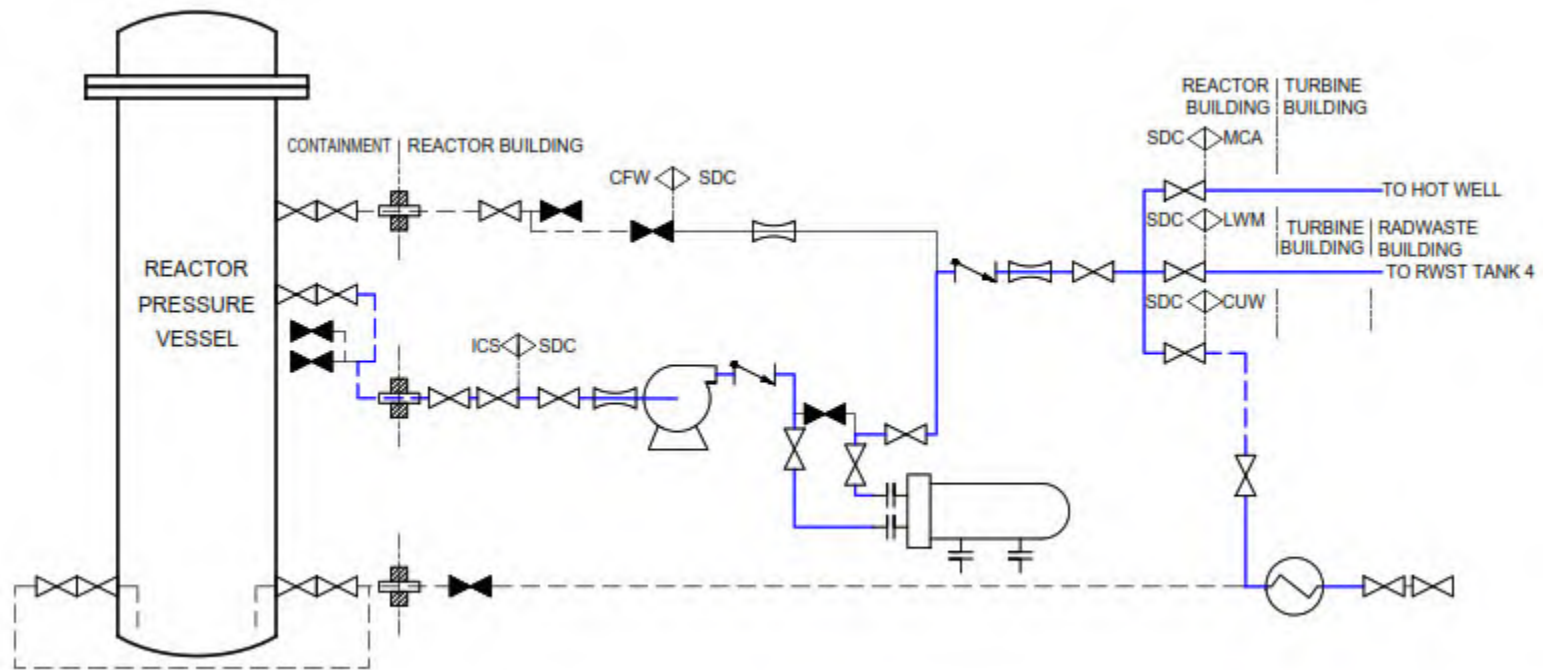 REACTOR
BUILDING
TURBINE
BUILDING
SDC MCA
CONTAINMENT REACTOR BUILDING
CFW SDC
TO HOT WELL
SDC LWM
TURBINE
BUILDING
RADWASTE
BUILDING
REACTOR
PRESSURE
VESSEL
TO RWST TANK 4
SDC CUW
ICS SDC